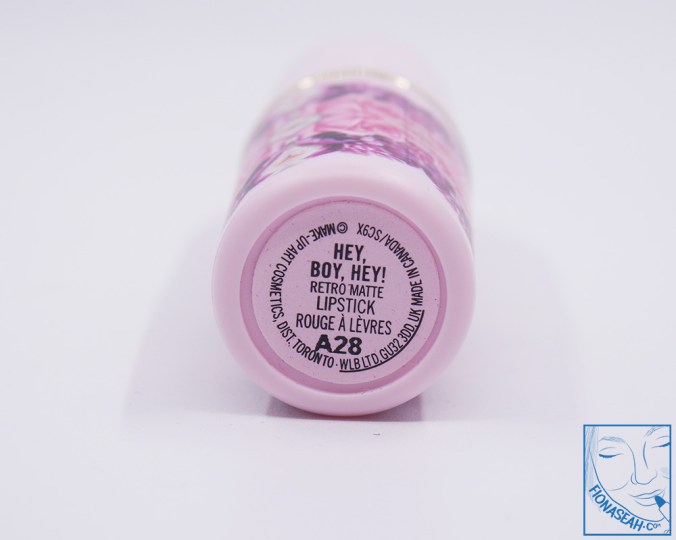 HEY,
BOY, HEY!
RETRO MATTE
LIPSTICK
ROUGE À LÈVRES
A28
© MAKE-UP ART COSMETICS, DIST. TORONTO · WLB LTD, GU32 3DD, UK MADE IN CANADA/SC9X
FIONASEAH.COM